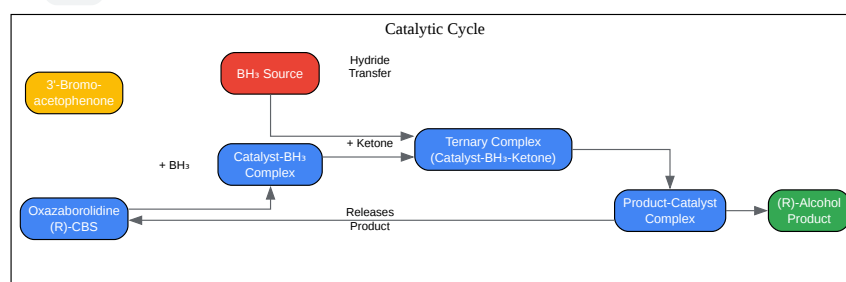 Catalytic Cycle
3'-Bromo-
acetophenone
BH₃ Source
Hydride
Transfer
+ Ketone
Ternary Complex
(Catalyst-BH₃-Ketone)
Catalyst-BH₃
Complex
+ BH₃
Oxazaborolidine
(R)-CBS
Releases
Product
Product-Catalyst
Complex
(R)-Alcohol
Product